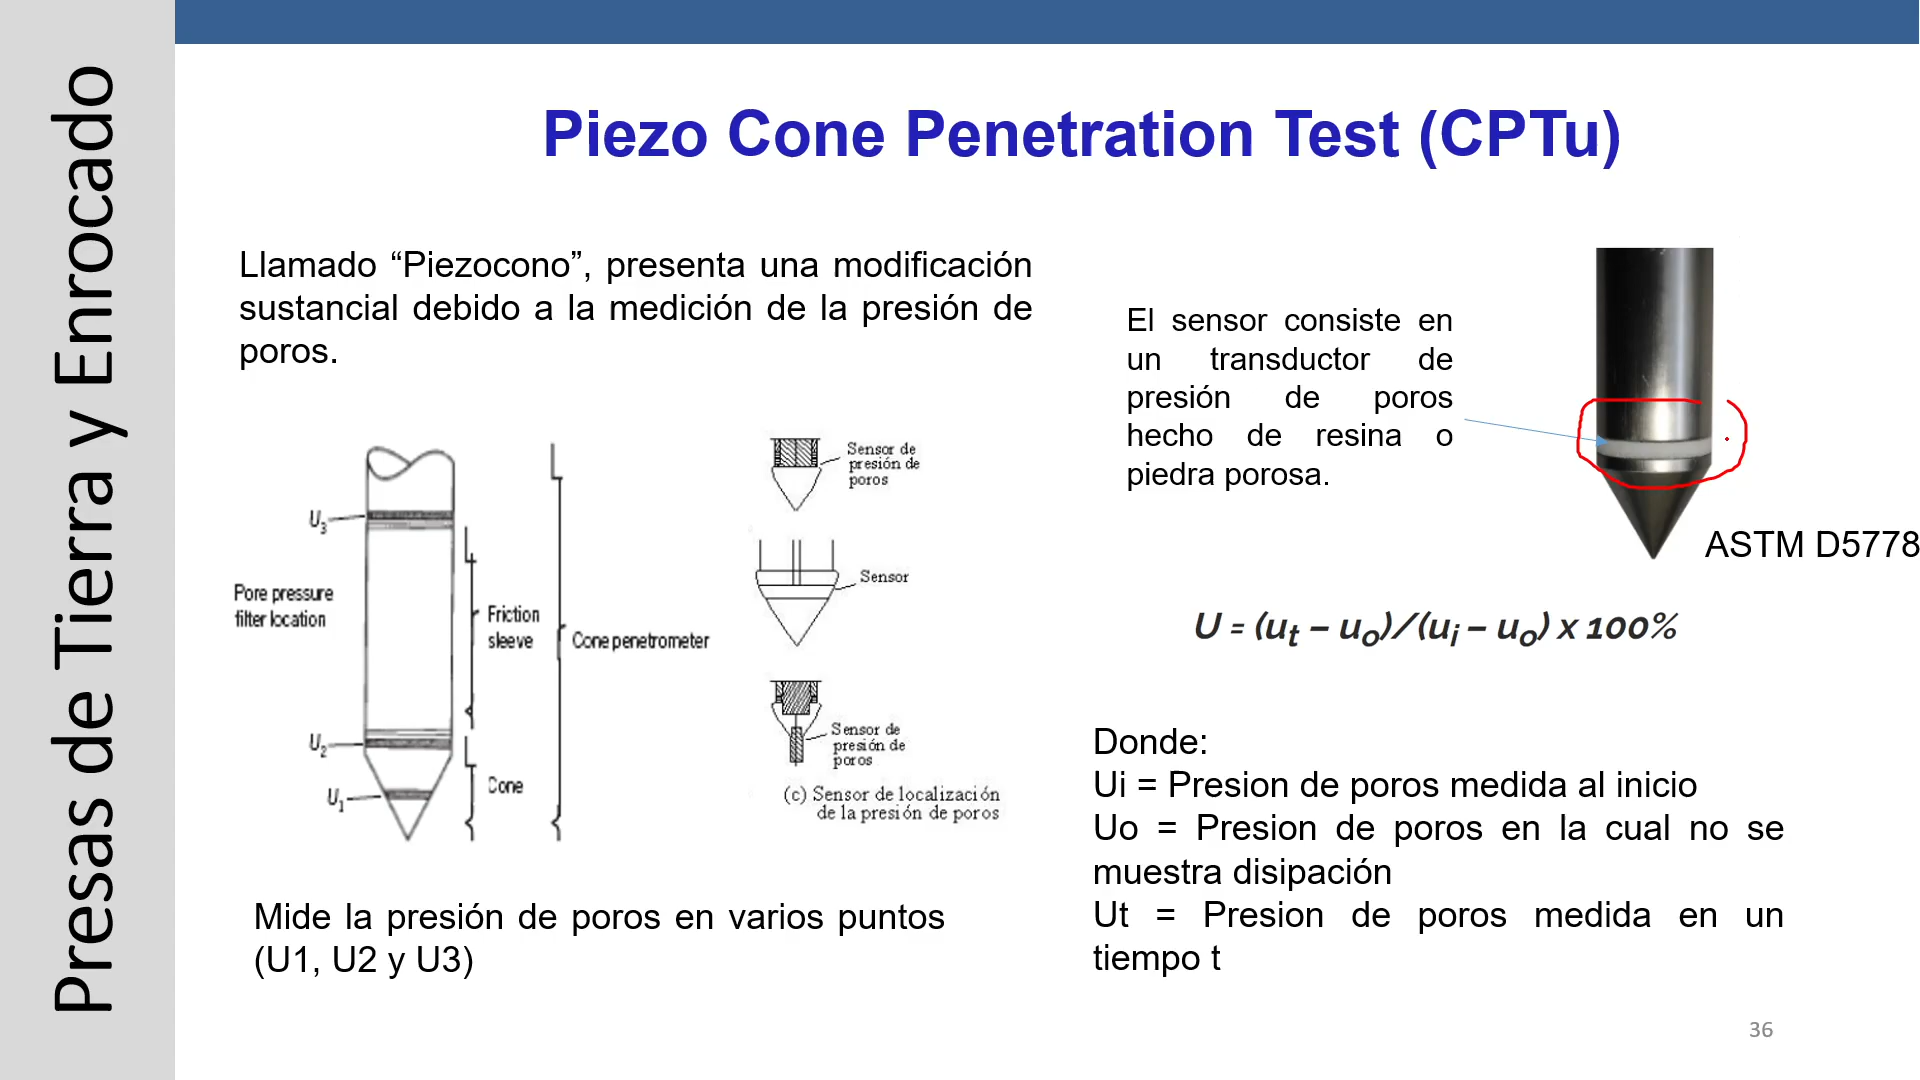 Presas de Tierra y Enrocado
Piezo Cone Penetration Test (CPTu)
Llamado “Piezocono”, presenta una modificación
sustancial debido a la medición de la presión de
poros.
El sensor consiste en
un transductor de
presión de poros
hecho de resina o
piedra porosa.
ASTM D5778
U3
Pore pressure
filter location
U2
U1
Friction
sleeve
Cone
Cone penetrometer
Sensor de
presión de
poros
Sensor
Sensor de
presión de
poros
(c) Sensor de localización
de la presión de poros
U = (ut – uo)/(ui – uo) x 100%
Donde:
Ui = Presion de poros medida al inicio
Uo = Presion de poros en la cual no se
muestra disipación
Ut = Presion de poros medida en un
tiempo t
Mide la presión de poros en varios puntos
(U1, U2 y U3)
36